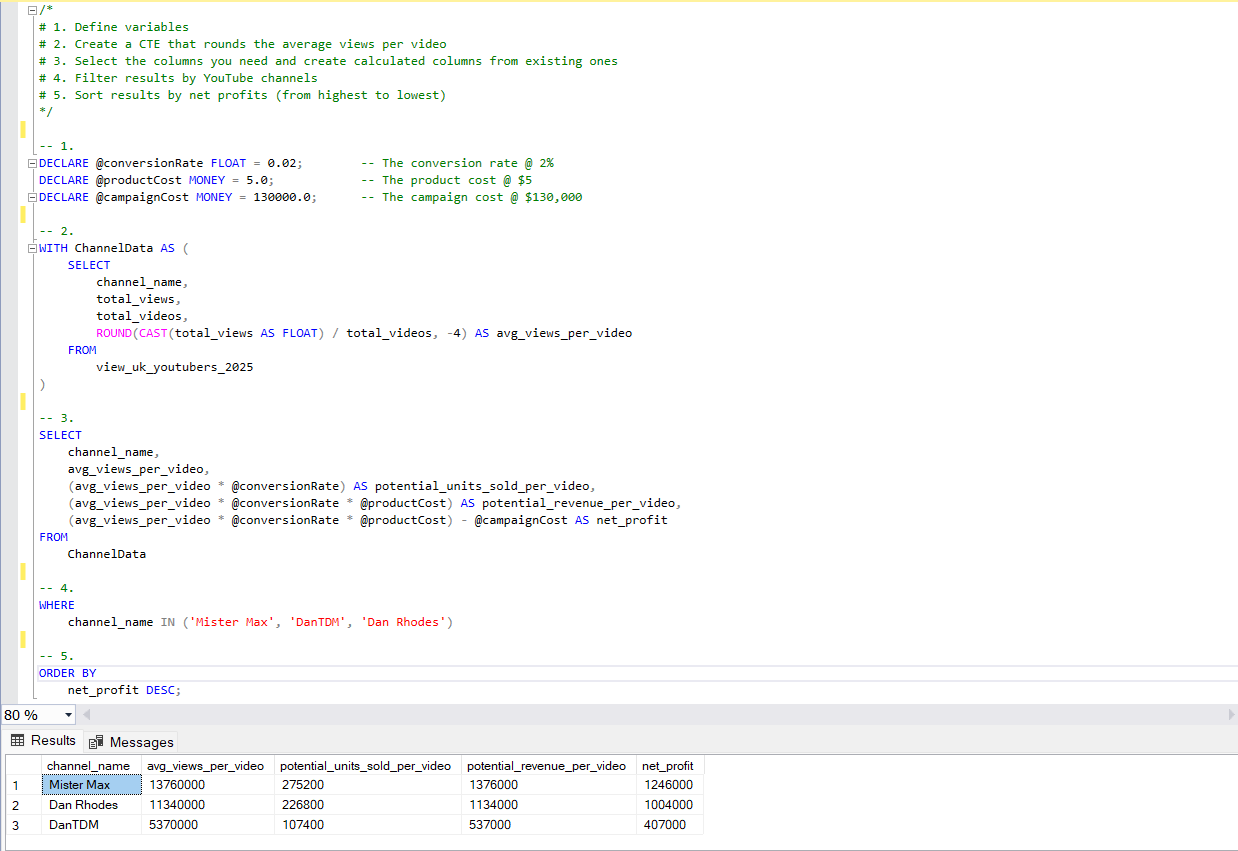 /*
# 1. Define variables
# 2. Create a CTE that rounds the average views per video
# 3. Select the columns you need and create calculated columns from existing ones
# 4. Filter results by YouTube channels
# 5. Sort results by net profits (from highest to lowest)
*/
-- 1.
DECLARE @conversionRate FLOAT = 0.02;        -- The conversion rate @ 2%
DECLARE @productCost MONEY = 5.0;            -- The product cost @ $5
DECLARE @campaignCost MONEY = 130000.0;      -- The campaign cost @ $130,000
-- 2.
WITH ChannelData AS (
    SELECT
        channel_name,
        total_views,
        total_videos,
        ROUND(CAST(total_views AS FLOAT) / total_videos, -4) AS avg_views_per_video
    FROM
        view_uk_youtubers_2025
)
-- 3.
SELECT
    channel_name,
    avg_views_per_video,
    (avg_views_per_video * @conversionRate) AS potential_units_sold_per_video,
    (avg_views_per_video * @conversionRate * @productCost) AS potential_revenue_per_video,
    (avg_views_per_video * @conversionRate * @productCost) - @campaignCost AS net_profit
FROM
    ChannelData
-- 4.
WHERE
    channel_name IN ('Mister Max', 'DanTDM', 'Dan Rhodes')
-- 5.
ORDER BY
    net_profit DESC;
80 %
Results Messages
channel_name avg_views_per_video potential_units_sold_per_video potential_revenue_per_video net_profit
1 Mister Max 13760000 275200 1376000 1246000
2 Dan Rhodes 11340000 226800 1134000 1004000
3 DanTDM 5370000 107400 537000 407000